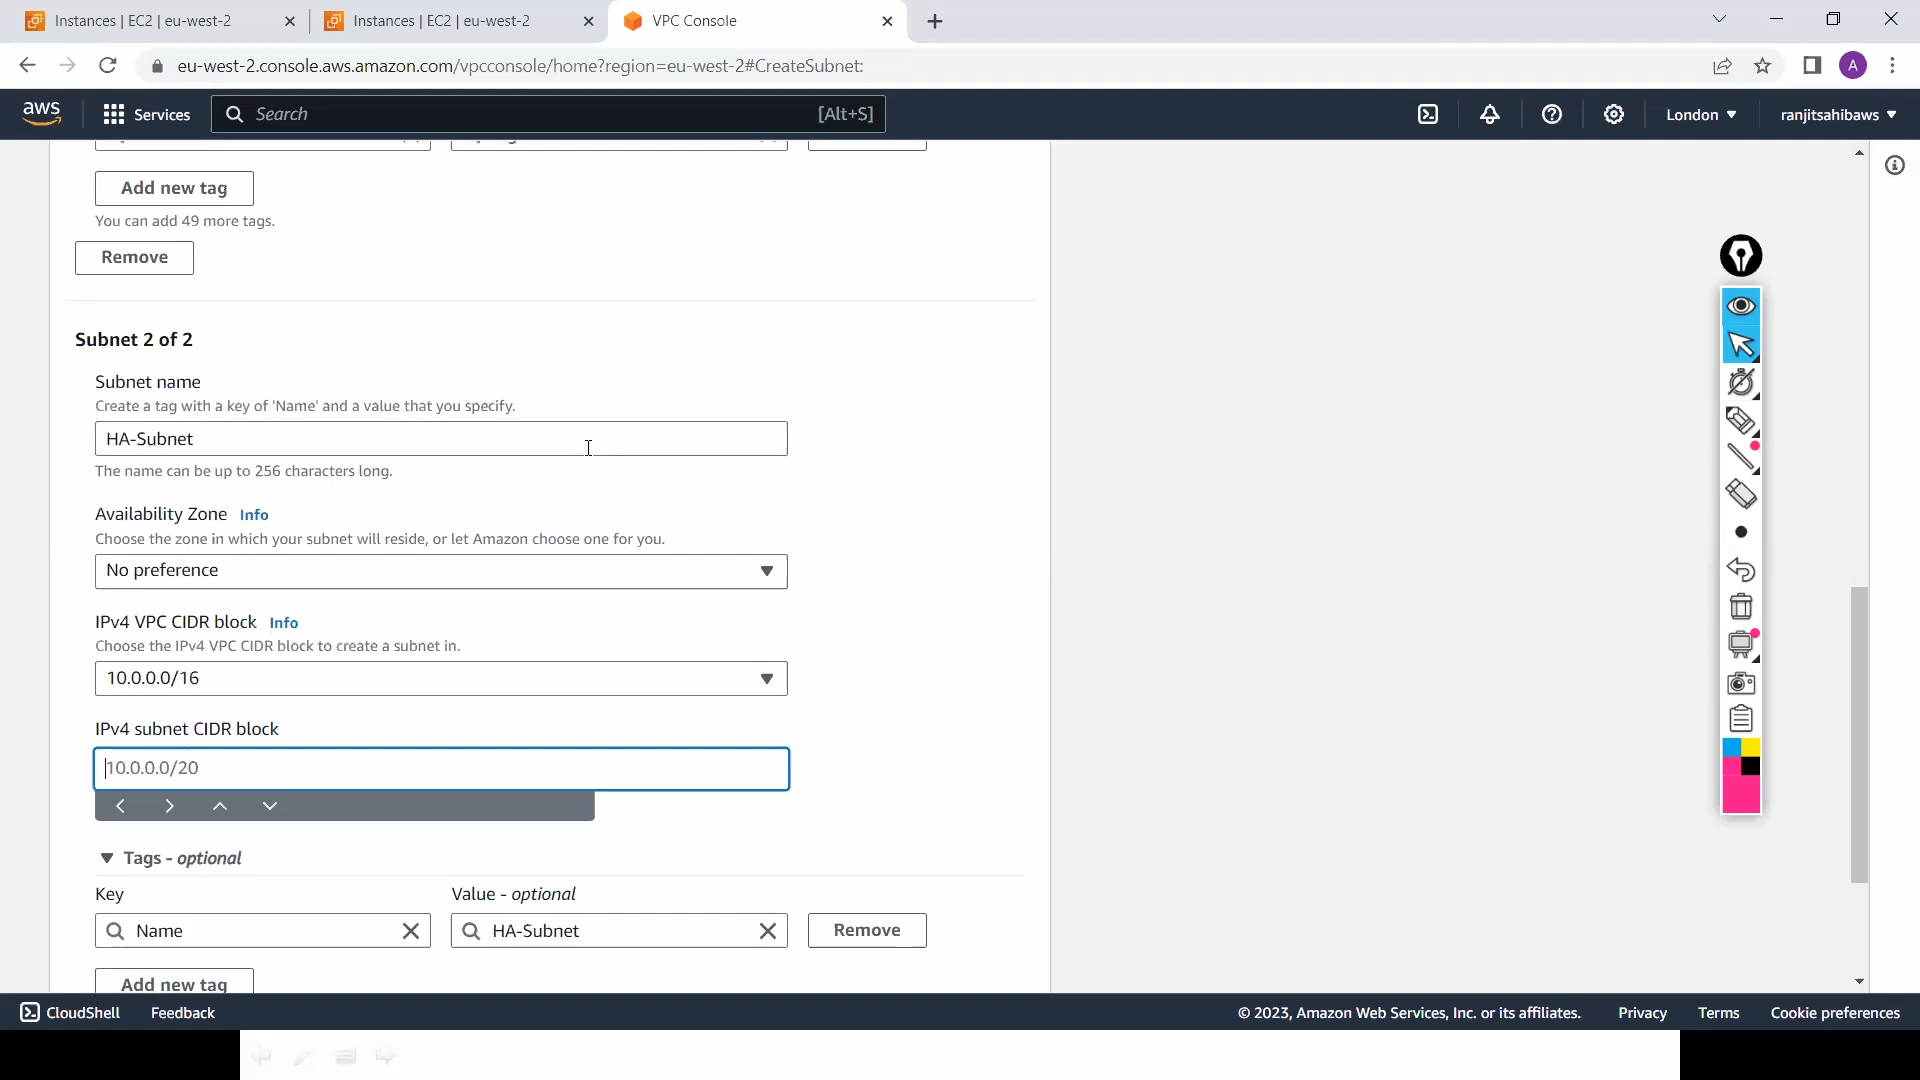 Instances | EC2 | eu-west-2
Instances | EC2 | eu-west-2
VPC Console
eu-west-2.console.aws.amazon.com/vpcconsole/home?region=eu-west-2#CreateSubnet:
A
aws
Services
Search
[Alt+S]
London
ranjitsahibaws
Add new tag
You can add 49 more tags.
Remove
Subnet 2 of 2
Subnet name
Create a tag with a key of 'Name' and a value that you specify.
HA-Subnet
The name can be up to 256 characters long.
Availability Zone Info
Choose the zone in which your subnet will reside, or let Amazon choose one for you.
No preference
IPv4 VPC CIDR block Info
Choose the IPv4 VPC CIDR block to create a subnet in.
10.0.0.0/16
IPv4 subnet CIDR block
10.0.0.0/20
Tags - optional
Key
Value - optional
Name
HA-Subnet
Remove
Add new tag
CloudShell
Feedback
© 2023, Amazon Web Services, Inc. or its affiliates.
Privacy
Terms
Cookie preferences